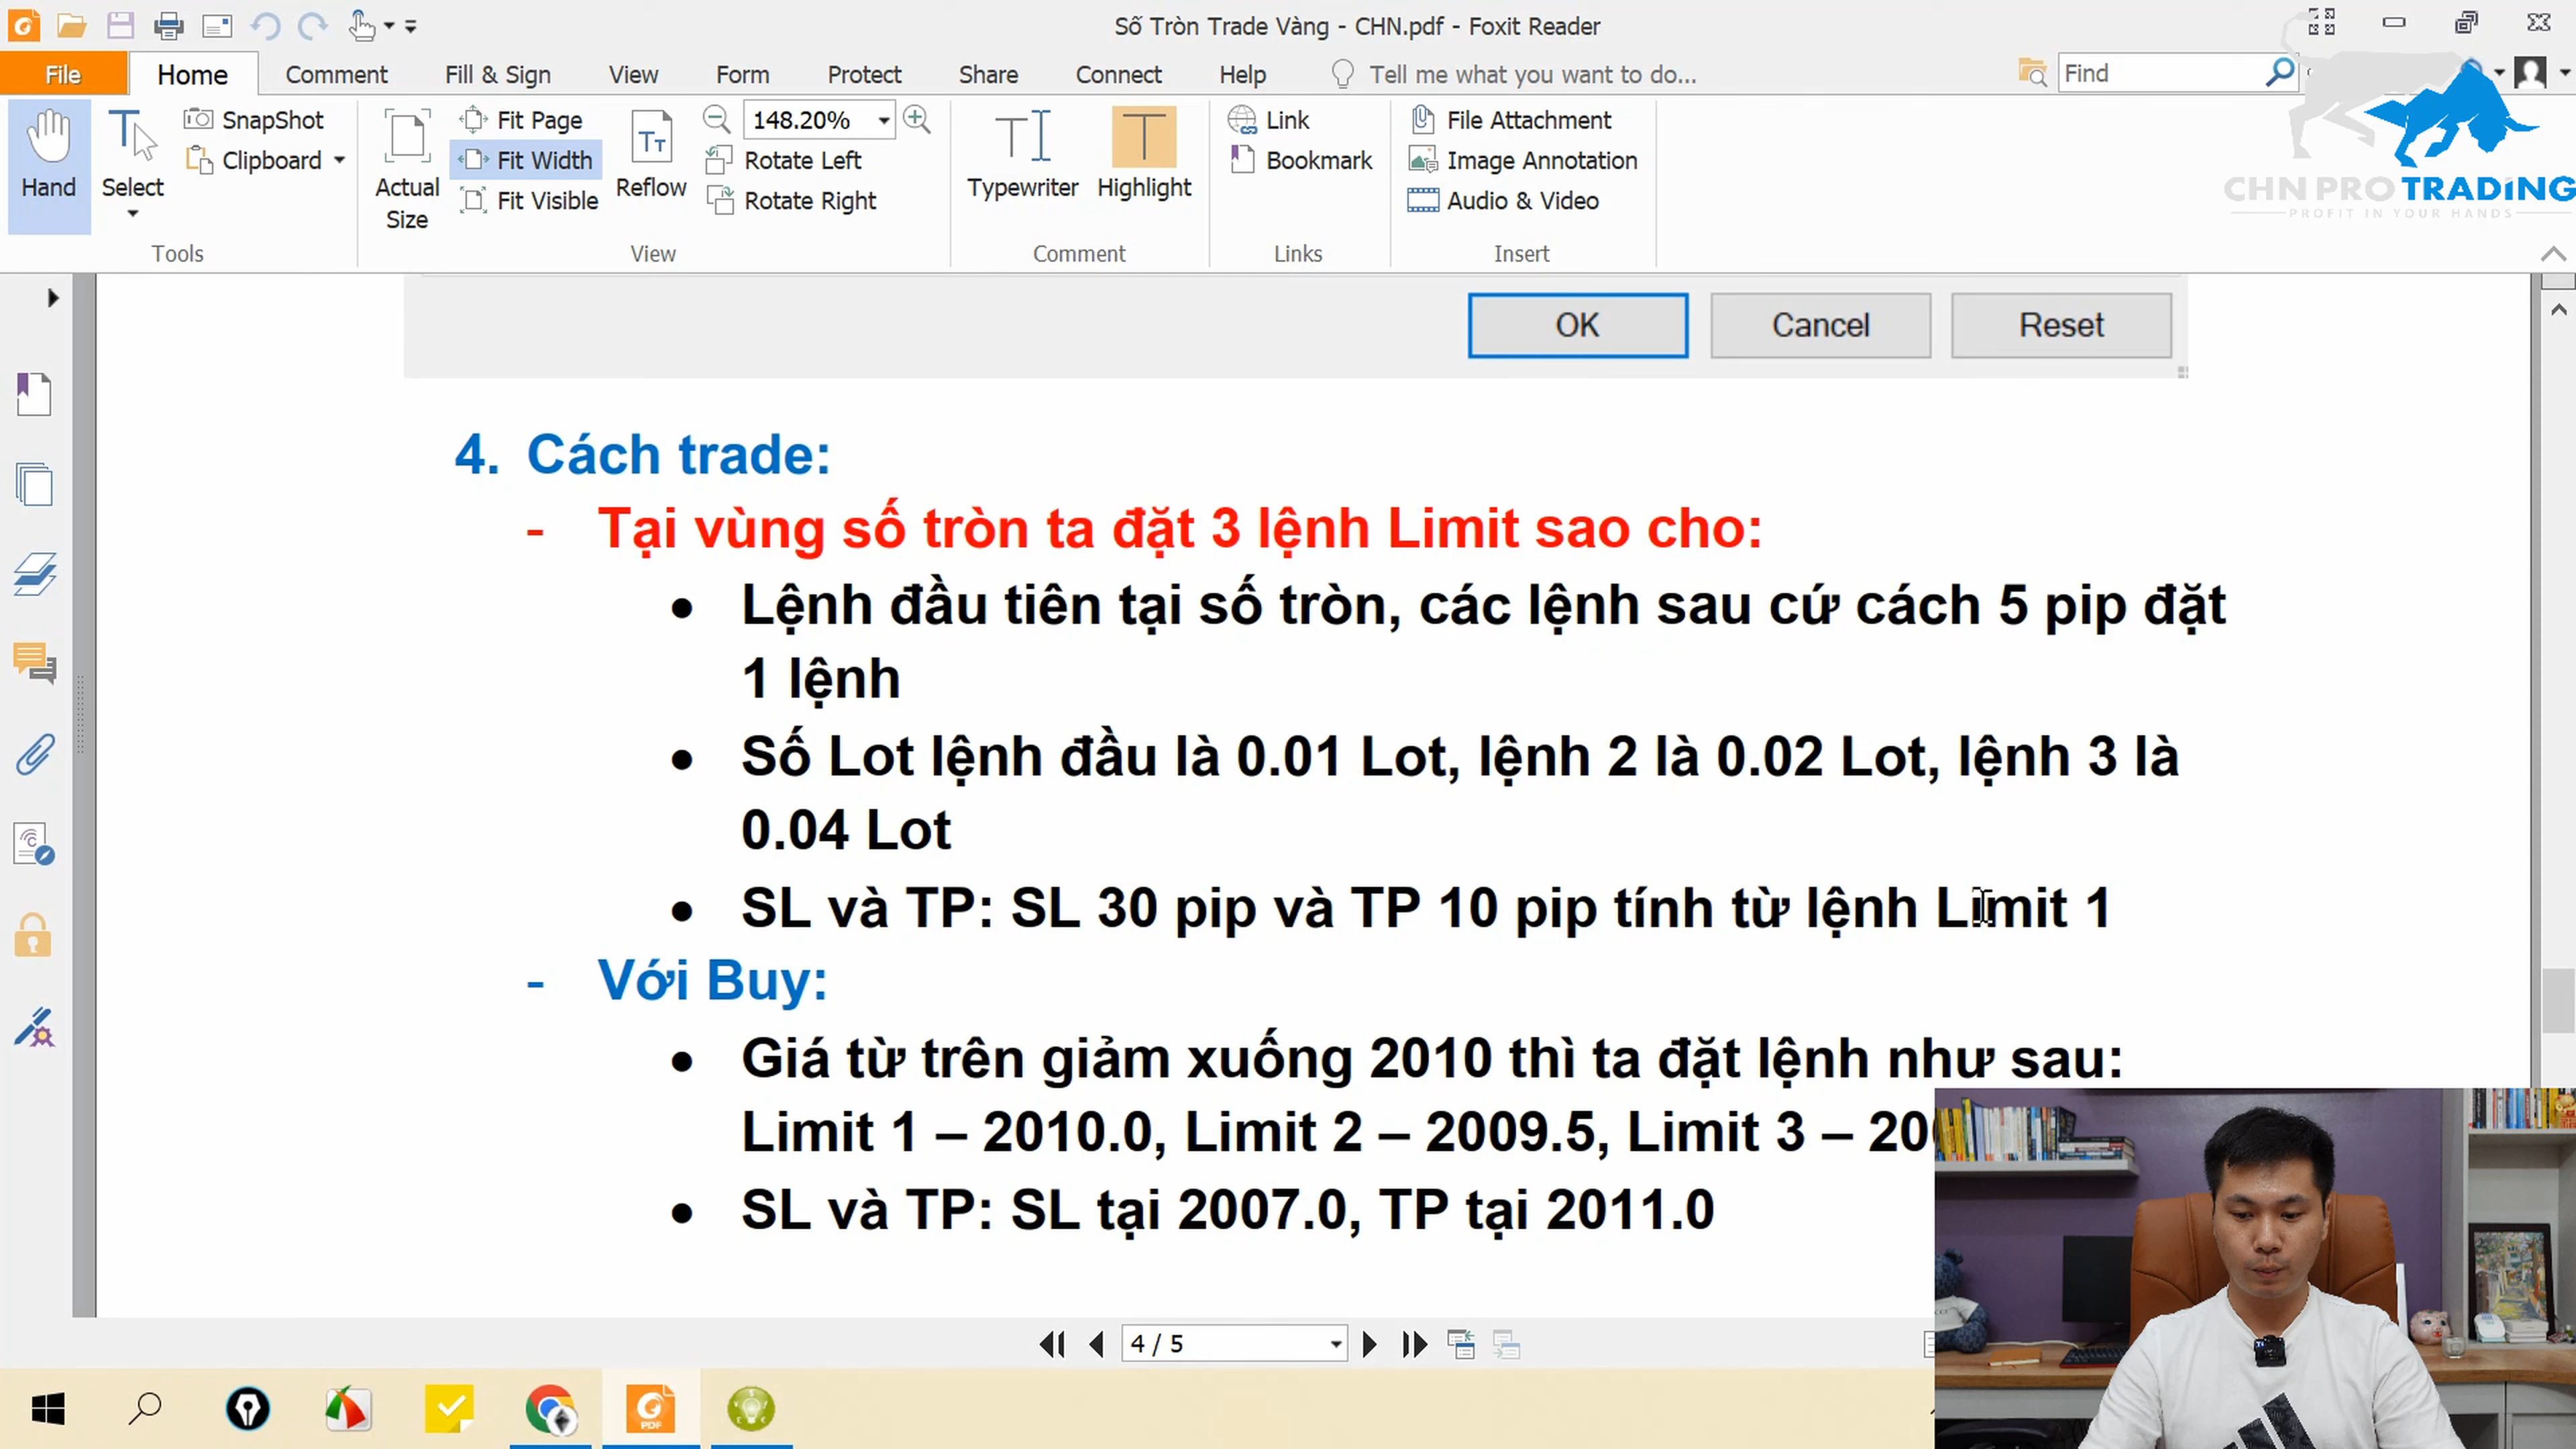 Số Tròn Trade Vàng - CHN.pdf - Foxit Reader
File Home Comment Fill & Sign View Form Protect Share Connect Help Tell me what you want to do... Find
SnapShot Fit Page 148.20% Link File Attachment
Clipboard Fit Width Rotate Left Bookmark Image Annotation
Hand Select Actual Size Fit Visible Reflow Rotate Right Typewriter Highlight Audio & Video
CHN PRO TRADING
PROFIT IN YOUR HANDS
Tools View Comment Links Insert
OK Cancel Reset
4. Cách trade:
- Tại vùng số tròn ta đặt 3 lệnh Limit sao cho:
• Lệnh đầu tiên tại số tròn, các lệnh sau cứ cách 5 pip đặt
1 lệnh
• Số Lot lệnh đầu là 0.01 Lot, lệnh 2 là 0.02 Lot, lệnh 3 là
0.04 Lot
• SL và TP: SL 30 pip và TP 10 pip tính từ lệnh Limit 1
- Với Buy:
• Giá từ trên giảm xuống 2010 thì ta đặt lệnh như sau:
Limit 1 – 2010.0, Limit 2 – 2009.5, Limit 3 –
• SL và TP: SL tại 2007.0, TP tại 2011.0
4 / 5
PDF